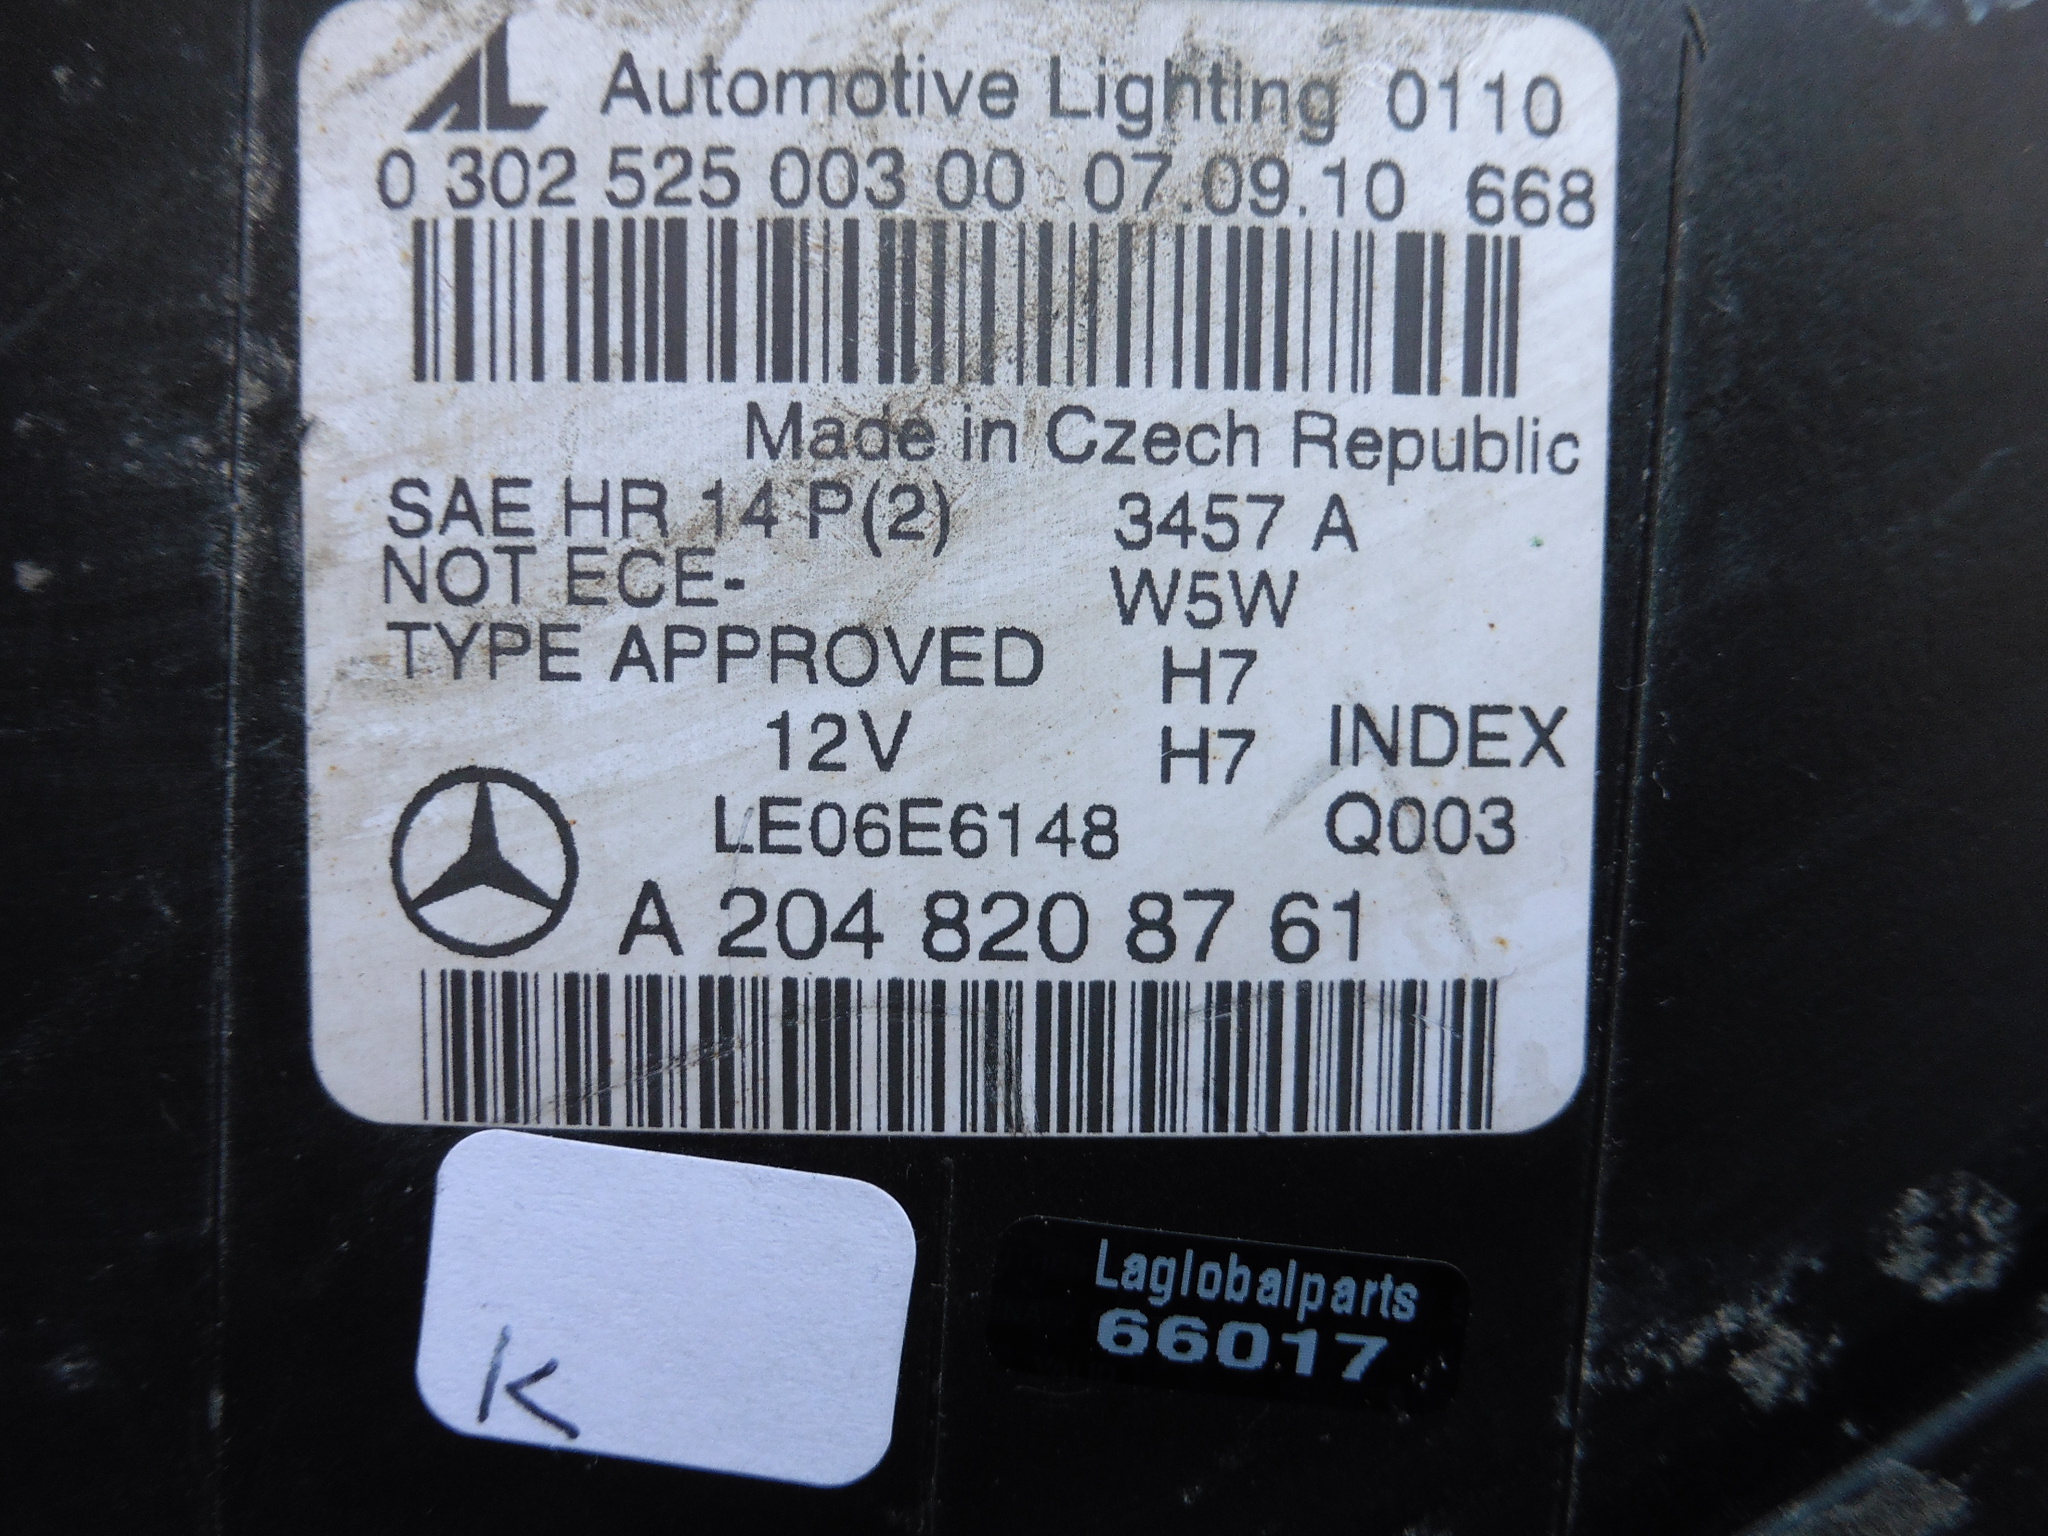 AL Automotive Lighting 0110
0 302 525 003 00 07.09.10 668
Made in Czech Republic
SAE HR 14 P(2) 3457 A
NOT ECE- W5W
TYPE APPROVED H7
12V H7 INDEX
LE06E6148 Q003
A 204 820 87 61
K
Laglobalparts
66017